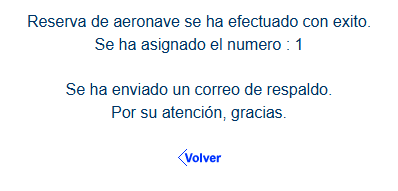 Reserva de aeronave se ha efectuado con exito.
Se ha asignado el numero : 1
Se ha enviado un correo de respaldo.
Por su atención, gracias.
Volver